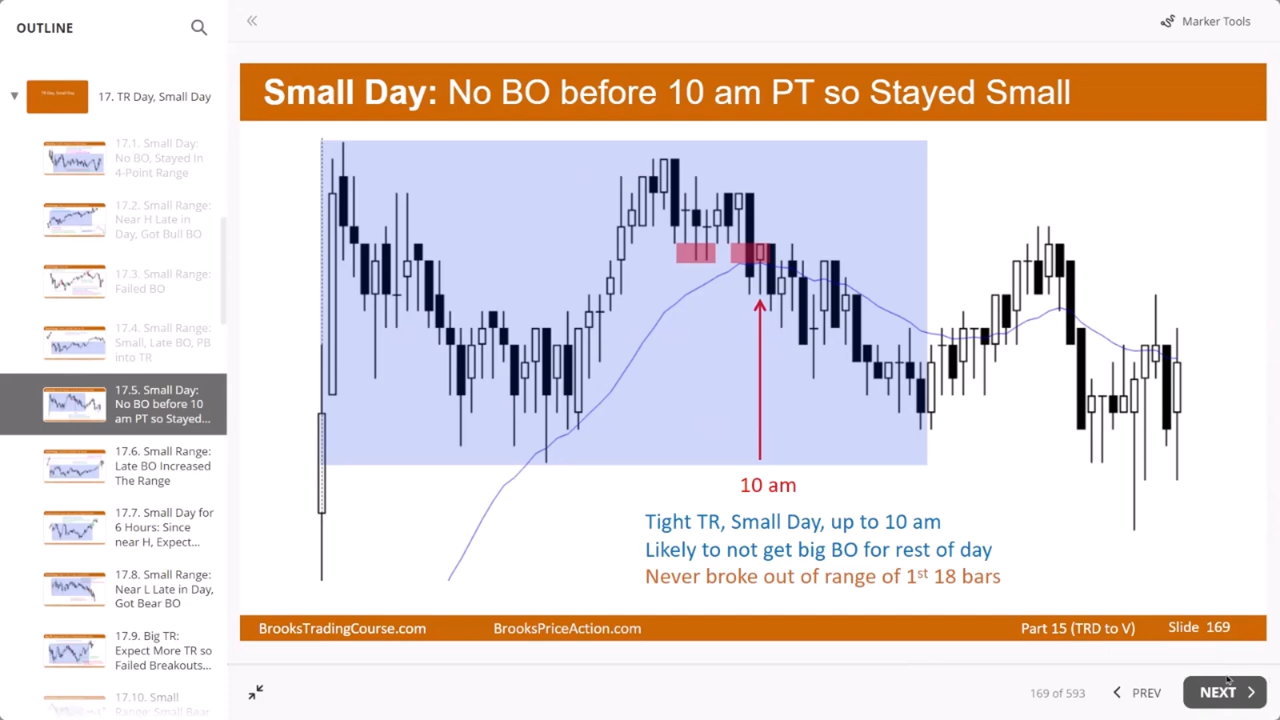 OUTLINE
Marker Tools
17. TR Day, Small Day
17.1. Small Day:
No BO, Stayed In
4-Point Range
17.2. Small Range:
Near H Late in
Day, Got Bull BO
17.3. Small Range:
Failed BO
17.4. Small Range:
Small, Late BO, PB
into TR
17.5. Small Day:
No BO before 10
am PT so Stayed...
17.6. Small Range:
Late BO Increased
The Range
17.7. Small Day for
6 Hours: Since
near H, Expect...
17.8. Small Range:
Near L Late in Day,
Got Bear BO
17.9. Big TR:
Expect More TR so
Failed Breakouts...
17.10. Small
Range: Small Bear
Small Day: No BO before 10 am PT so Stayed Small
10 am
Tight TR, Small Day, up to 10 am
Likely to not get big BO for rest of day
Never broke out of range of 1st 18 bars
BrooksTradingCourse.com
BrooksPriceAction.com
Part 15 (TRD to V)
Slide 169
169 of 593
PREV
NEXT